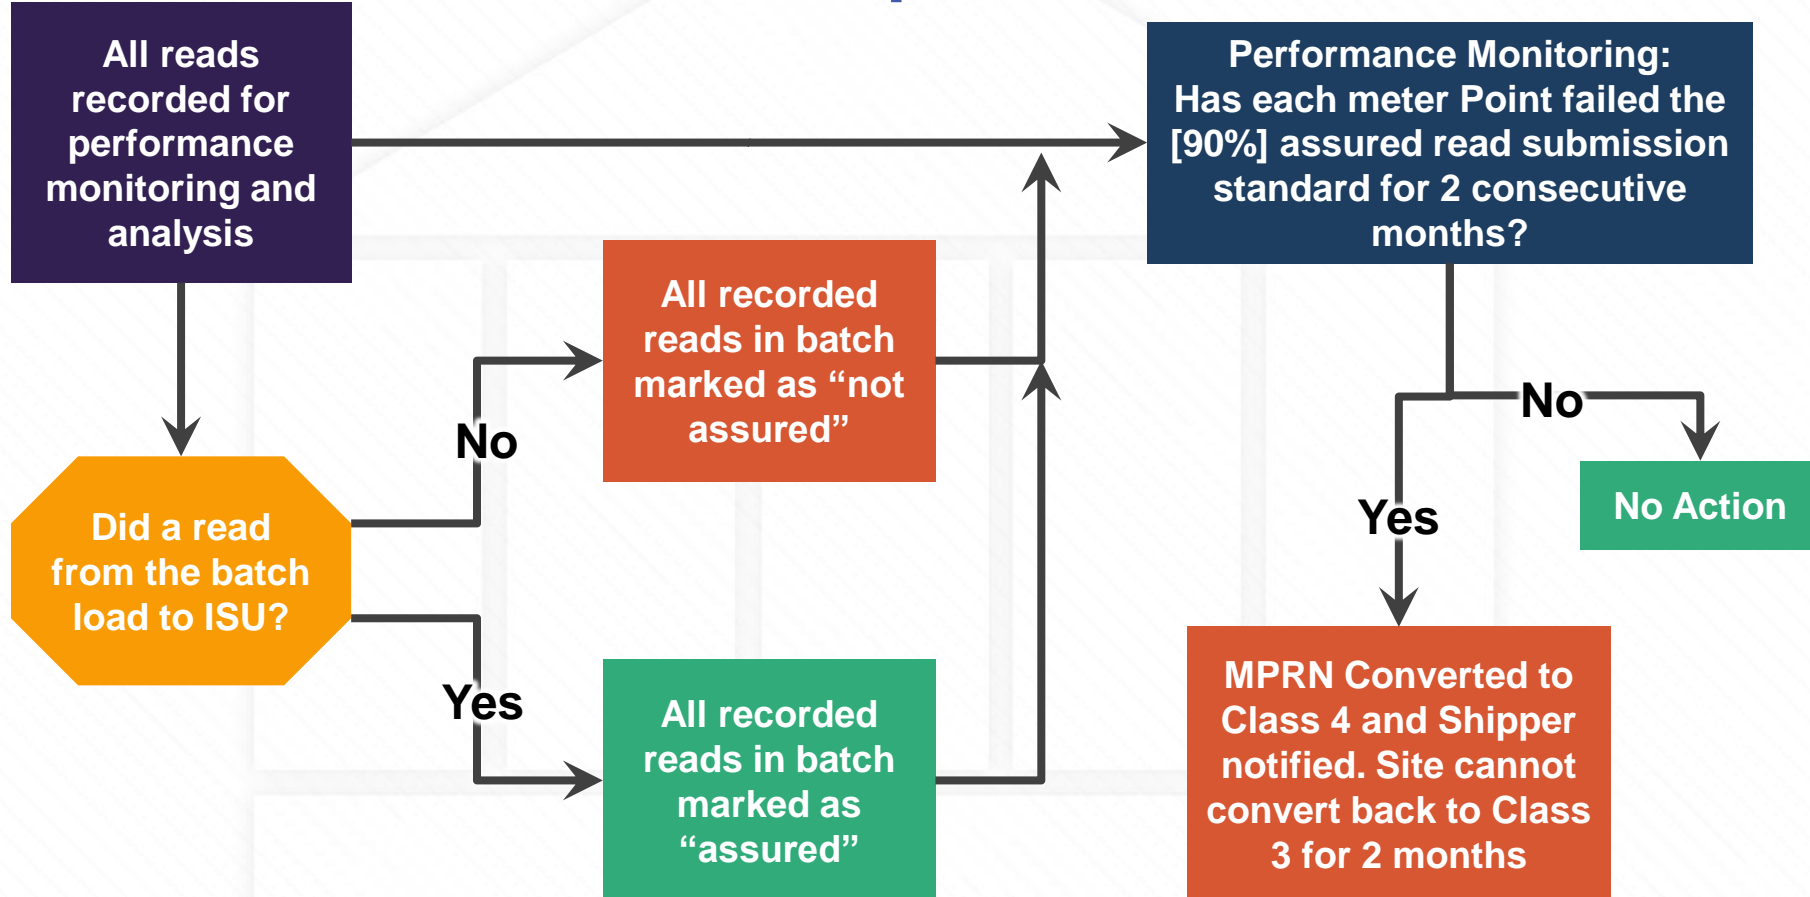 All reads
recorded for
performance
monitoring and
analysis
Performance Monitoring:
Has each meter Point failed the
[90%] assured read submission
standard for 2 consecutive
months?
All recorded
reads in batch
marked as “not
assured”
No
No
Did a read
from the batch
load to ISU?
Yes
No Action
Yes
All recorded
reads in batch
marked as
“assured”
MPRN Converted to
Class 4 and Shipper
notified. Site cannot
convert back to Class
3 for 2 months